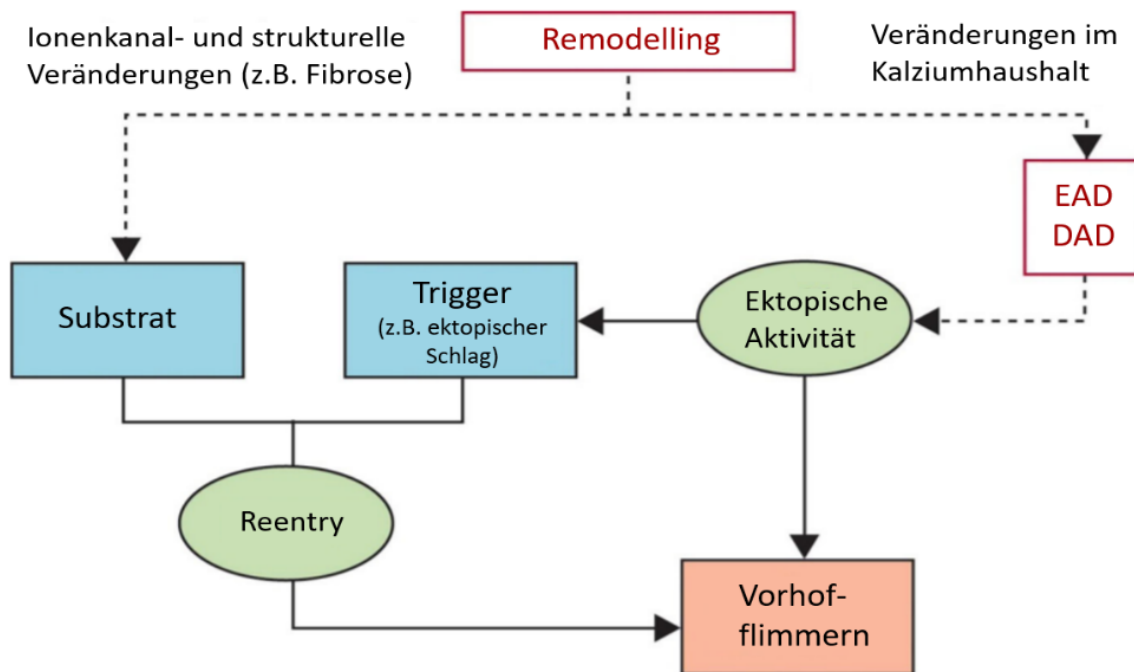 Ionenkanal- und strukturelle
Veränderungen (z.B. Fibrose)
Remodelling
Veränderungen im
Kalziumhaushalt
EAD
DAD
Substrat
Trigger
(z.B. ektopischer
Schlag)
Ektopische
Aktivität
Reentry
Vorhof-
flimmern